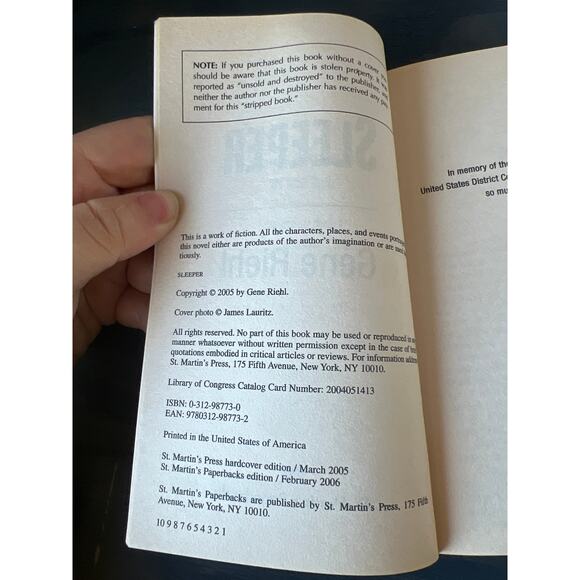 NOTE: If you purchased this book without a cover you
should be aware that this book is stolen property. It
reported as "unsold and destroyed" to the publisher, and
neither the author nor the publisher has received any
ment for this "stripped book."
SLEEPER
Gene Riehl
This is a work of fiction. All the characters, places, and events
this novel either are products of the author's imagination or are used
tiously.
SLEEPER
Copyright © 2005 by Gene Riehl.
Cover photo © James Lauritz.
All rights reserved. No part of this book may be used or reproduced in
manner whatsoever without written permission except in the case of
quotations embodied in critical articles or reviews. For information
St. Martin's Press, 175 Fifth Avenue, New York, NY 10010.
Library of Congress Catalog Card Number: 2004051413
ISBN: 0-312-98773-0
EAN: 9780312-98773-2
Printed in the United States of America
St. Martin's Press hardcover edition / March 2005
St. Martin's Paperbacks edition / February 2006
St. Martin's Paperbacks are published by St. Martin's Press, 175 Fifth
Avenue, New York, NY 10010.
10 9 8 7 6 5 4 3 2 1
In memory of the
United States District
so